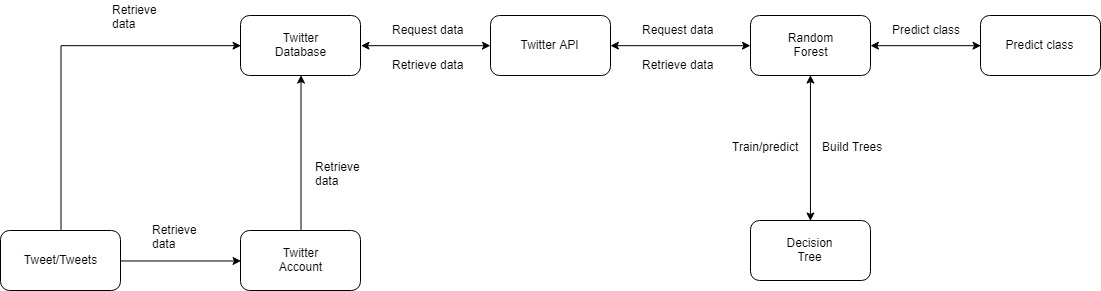 Retrieve
data
Twitter
Database
Request data
Retrieve data
Twitter API
Request data
Retrieve data
Random
Forest
Predict class
Predict class
Retrieve
data
Train/predict
Build Trees
Tweet/Tweets
Retrieve
data
Twitter
Account
Decision
Tree